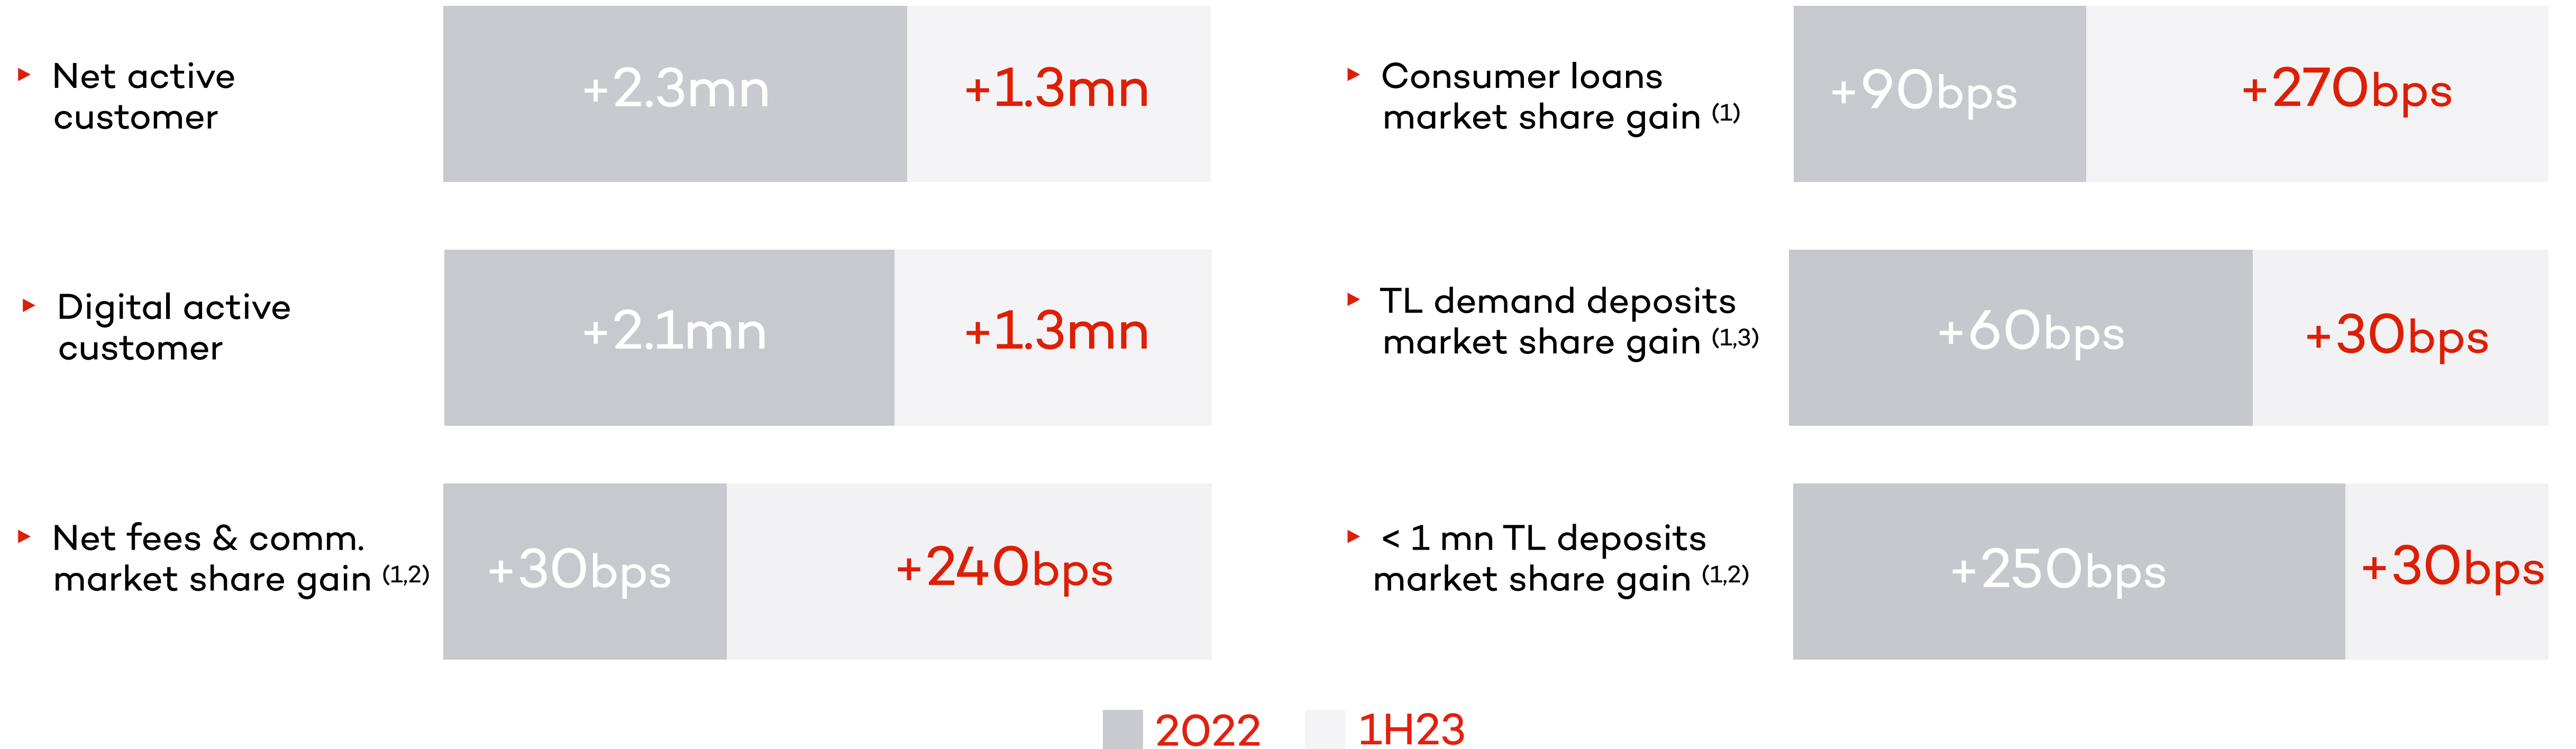 Net active
customer
+2.3mn
+1.3mn
Consumer loans
market share gain (1)
+90bps
+270bps
Digital active
customer
+2.1mn
+1.3mn
TL demand deposits
market share gain (1,3)
+60bps
+30bps
Net fees & comm.
market share gain (1,2)
+30bps
+240bps
< 1 mn TL deposits
market share gain (1,2)
+250bps
+30bps
2022
1H23